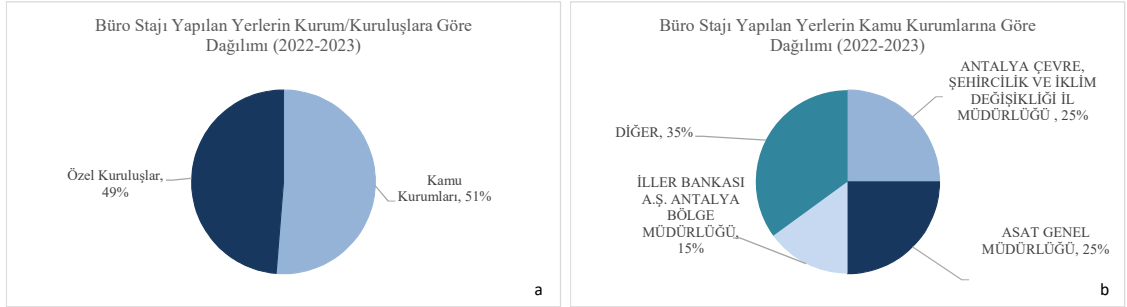 Büro Stajı Yapılan Yerlerin Kurum/Kuruluşlara Göre
Dağılımı (2022-2023)
Özel Kuruluşlar,
49%
Kamu
Kurumları, 51%
a
Büro Stajı Yapılan Yerlerin Kamu Kurumlarına Göre
Dağılımı (2022-2023)
ANTALYA ÇEVRE,
ŞEHİRCİLİK VE İKLİM
DEĞİŞİKLİĞİ İL
MÜDÜRLÜĞÜ , 25%
DİĞER, 35%
İLLER BANKASI
A.Ş. ANTALYA
BÖLGE
MÜDÜRLÜĞÜ,
15%
ASAT GENEL
MÜDÜRLÜĞÜ, 25%
b